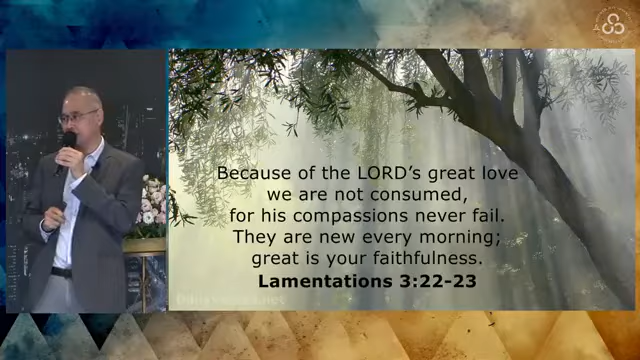 Because of the LORD's great love
we are not consumed,
for his compassions never fail.
They are new every morning;
great is your faithfulness.
Lamentations 3:22-23